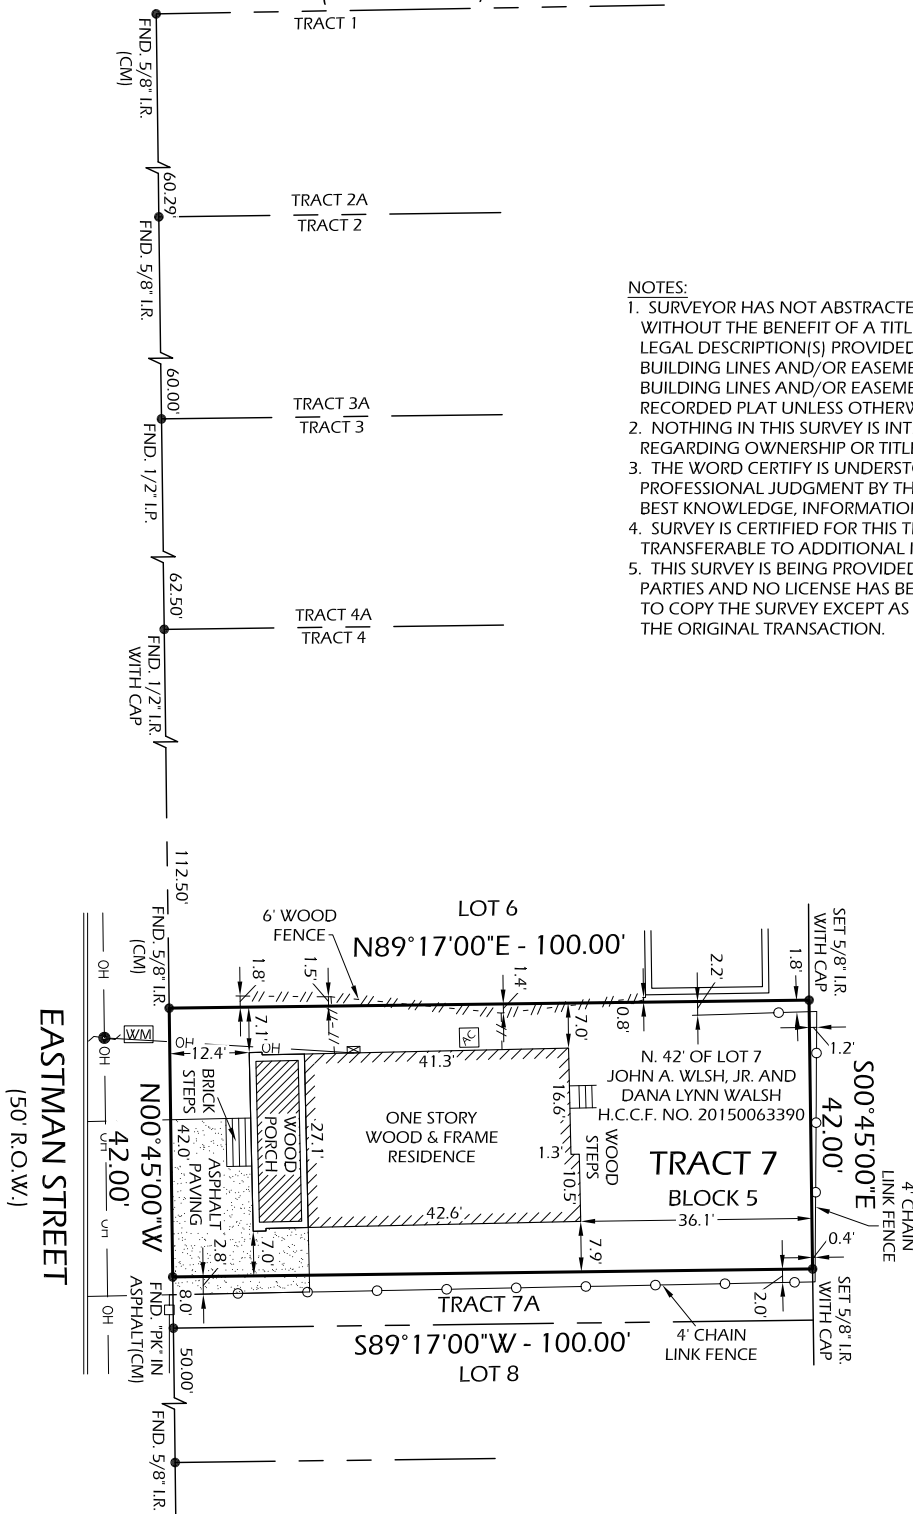 TRACT 1
FND. 5/8" I.R.
(CM)
60.29'
TRACT 2A
TRACT 2
FND. 5/8" I.R.
60.00'
TRACT 3A
TRACT 3
FND. 1/2" I.P.
62.50'
TRACT 4A
TRACT 4
FND. 1/2" I.R.
WITH CAP
NOTES:
1. SURVEYOR HAS NOT ABSTRACTE
WITHOUT THE BENEFIT OF A TITL
LEGAL DESCRIPTION(S) PROVIDED
BUILDING LINES AND/OR EASEME
BUILDING LINES AND/OR EASEME
RECORDED PLAT UNLESS OTHERW
2. NOTHING IN THIS SURVEY IS INT
REGARDING OWNERSHIP OR TITLE
3. THE WORD CERTIFY IS UNDERSTO
PROFESSIONAL JUDGMENT BY TH
BEST KNOWLEDGE, INFORMATION
4. SURVEY IS CERTIFIED FOR THIS T
TRANSFERABLE TO ADDITIONAL I
5. THIS SURVEY IS BEING PROVIDED
PARTIES AND NO LICENSE HAS BE
TO COPY THE SURVEY EXCEPT AS
THE ORIGINAL TRANSACTION.
112.50'
FND. 5/8" I.R.
(CM)
6' WOOD
FENCE
LOT 6
N89°17'00"E - 100.00'
SET 5/8" I.R.
WITH CAP
1.8'
1.5'
1.4'
0.8'
2.2'
1.8'
1.2'
7.1'
7.0'
OH
OH
WM
OH
OH
A/C
12.4'
41.3'
16.6'
N. 42' OF LOT 7
JOHN A. WLSH, JR. AND
DANA LYNN WALSH
H.C.C.F. NO. 20150063390
S00°45'00"E
42.00'
BRICK
STEPS
WOOD
PORCH
27.1'
ONE STORY
WOOD & FRAME
RESIDENCE
1.3'
10.5'
WOOD
STEPS
TRACT 7
BLOCK 5
36.1'
4' CHAIN
LINK FENCE
EASTMAN STREET
(50' R.O.W.)
N00°45'00"W
42.00'
42.0'
ASPHALT
PAVING
42.6'
2.8'
7.0'
7.9'
0.4'
2.0'
OH
OH
OH
8.0'
FND. "PK" IN
ASPHALT(CM)
TRACT 7A
S89°17'00"W - 100.00'
LOT 8
4' CHAIN
LINK FENCE
SET 5/8" I.R.
WITH CAP
50.00'
FND. 5/8" I.R.